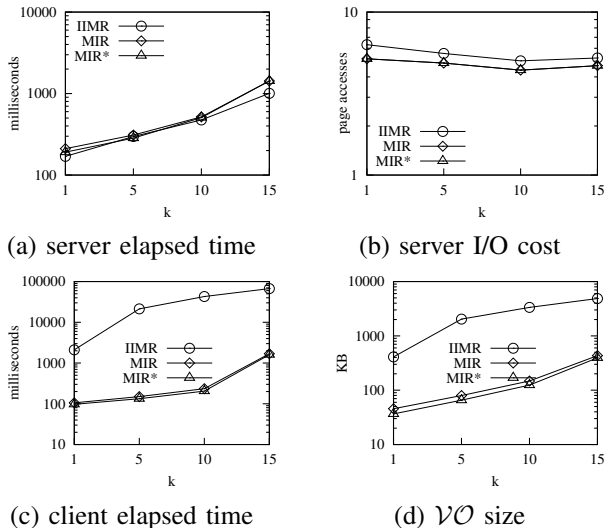 10000
1000
100
milliseconds
IIMR
MIR
MIR*
1 5 10 15
k
(a) server elapsed time
10
1
page accesses
IIMR
MIR
MIR*
1 5 10 15
k
(b) server I/O cost
100000
10000
1000
100
10
milliseconds
IIMR
MIR
MIR*
1 5 10 15
k
(c) client elapsed time
10000
1000
100
10
KB
IIMR
MIR
MIR*
1 5 10 15
k
(d) 𝒱𝒪 size